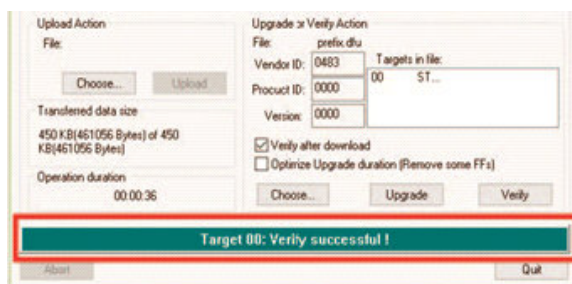 Upload Action
File:
Choose...
Upload
Transferred data size
450 KB(461056 Bytes) of 450
KB(461056 Bytes)
Operation duration
00:00:36
Upgrade or Verify Action
File: prefix.dfu
Vendor ID: 0483
Procuct ID: 0000
Version: 0000
Targets in file:
00 ST...
Verify after download
Optimize Upgrade duration (Remove some FFs)
Choose...
Upgrade
Verify
Target 00: Verify successful !
Abort
Quit